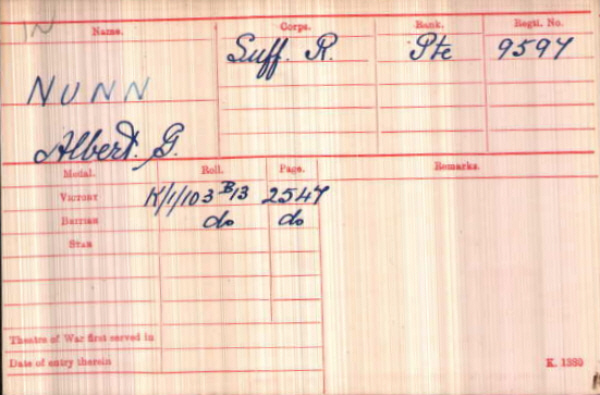 IN
Name. Corps. Rank. Regtl. No.
Suff. R. Pte 9597
NUNN
Albert. G.
Medal. Roll. Page. Remarks.
VICTORY K/1/103 B/13 2547
BRITISH do do
STAR
Theatre of War first served in
Date of entry therein
K. 1380